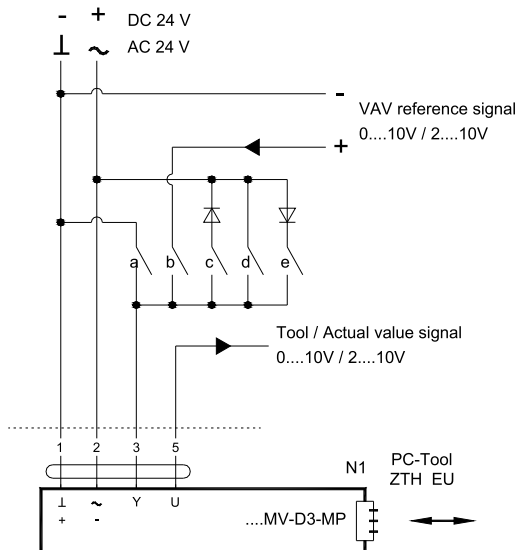 - + DC 24 V
⊥ ~ AC 24 V
-
VAV reference signal
0....10V / 2....10V
+
a b c d e
Tool / Actual value signal
0....10V / 2....10V
1 2 3 5
N1
PC-Tool
ZTH EU
⊥ ~ Y U
+ -
....MV-D3-MP